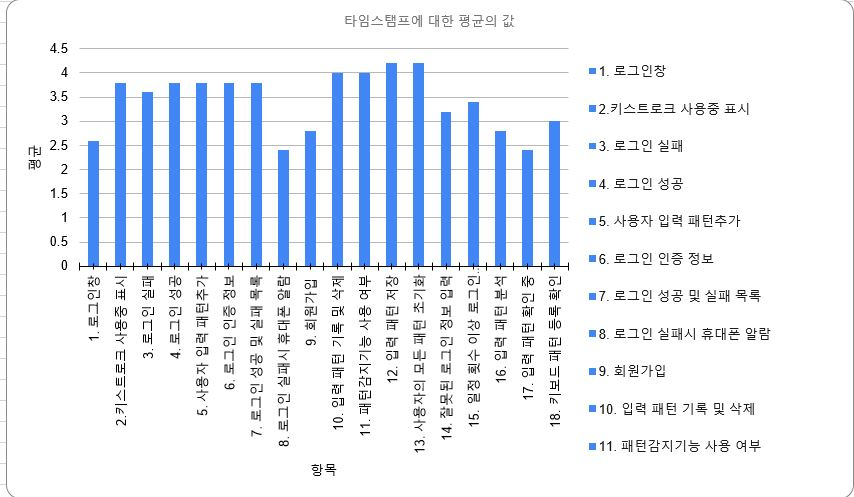 타임스탬프에 대한 평균의 값
4.5
4
3.5
3
2.5
2
1.5
1
0.5
0
평균
1. 로그인창
2.키스트로크 사용중 표시
3. 로그인 실패
4. 로그인 성공
5. 사용자 입력 패턴추가
6. 로그인 인증 정보
7. 로그인 성공 및 실패 목록
8. 로그인 실패시 휴대폰 알람
9. 회원가입
10. 입력 패턴 기록 및 삭제
11. 패턴감지기능 사용 여부
12. 입력 패턴 저장
13. 사용자의 모든 패턴 초기화
14. 잘못된 로그인 정보 입력
15. 일정 횟수 이상 로그인...
16. 입력 패턴 분석
17. 입력 패턴 확인 중
18. 키보드 패턴 등록 확인
항목
1. 로그인창
2.키스트로크 사용중 표시
3. 로그인 실패
4. 로그인 성공
5. 사용자 입력 패턴추가
6. 로그인 인증 정보
7. 로그인 성공 및 실패 목록
8. 로그인 실패시 휴대폰 알람
9. 회원가입
10. 입력 패턴 기록 및 삭제
11. 패턴감지기능 사용 여부